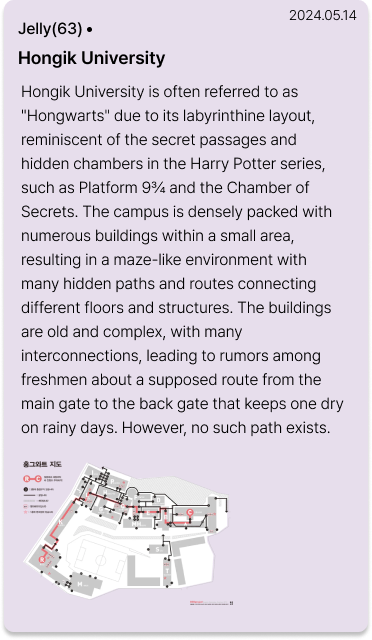 2024.05.14
Jelly(63) •
Hongik University
Hongik University is often referred to as
"Hongwarts" due to its labyrinthine layout,
reminiscent of the secret passages and
hidden chambers in the Harry Potter series,
such as Platform 9¾ and the Chamber of
Secrets. The campus is densely packed with
numerous buildings within a small area,
resulting in a maze-like environment with
many hidden paths and routes connecting
different floors and structures. The buildings
are old and complex, with many
interconnections, leading to rumors among
freshmen about a supposed route from the
main gate to the back gate that keeps one dry
on rainy days. However, no such path exists.
홍그와트 지도
R
C